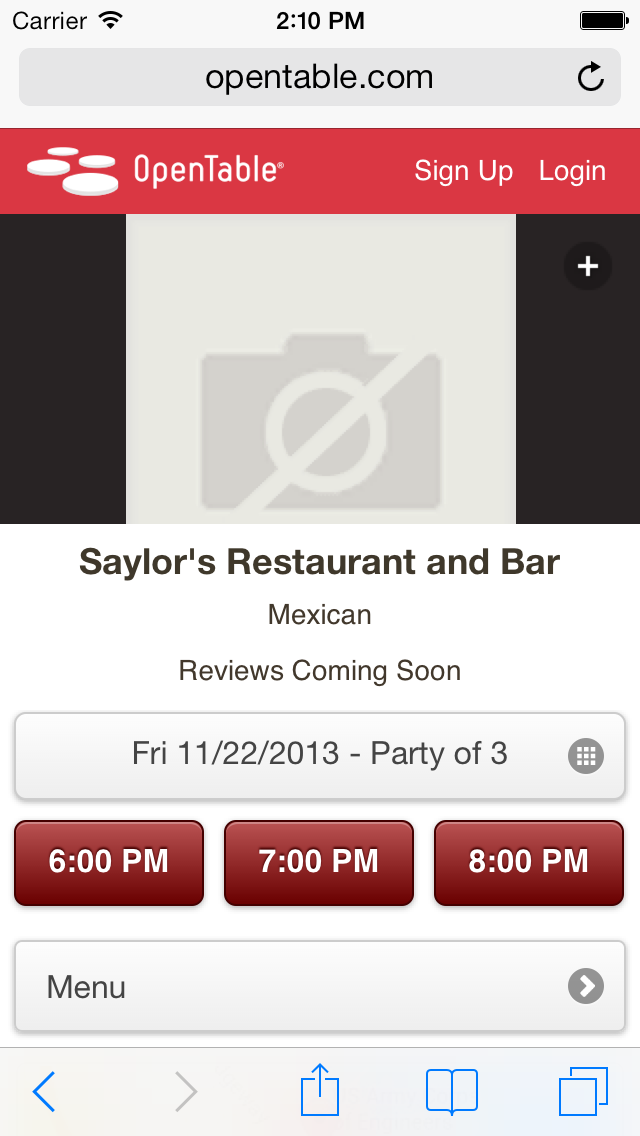 Carrier 2:10 PM
opentable.com
OpenTable® Sign Up Login
Saylor's Restaurant and Bar
Mexican
Reviews Coming Soon
Fri 11/22/2013 - Party of 3
6:00 PM 7:00 PM 8:00 PM
Menu